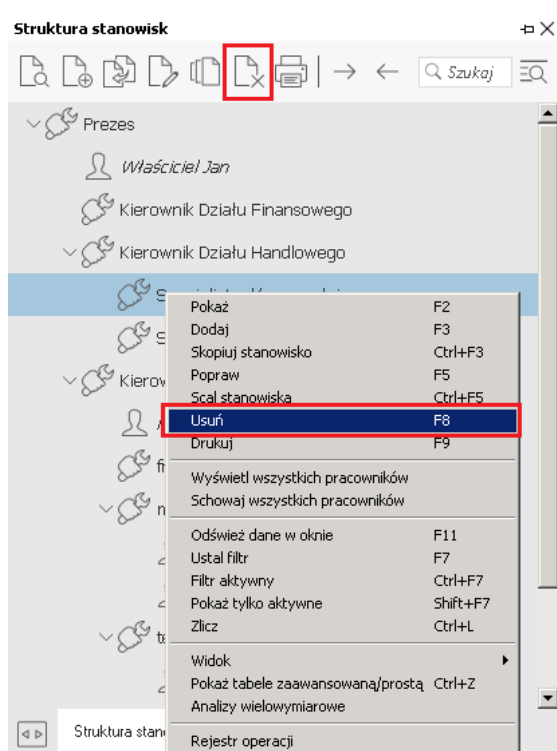 Struktura stanowisk
Szukaj
Prezes
Właściciel Jan
Kierownik Działu Finansowego
Kierownik Działu Handlowego
Pokaż F2
Dodaj F3
Skopiuj stanowisko Ctrl+F3
Popraw F5
Scal stanowiska Ctrl+F5
Kierow
Usuń F8
Drukuj F9
Wyświetl wszystkich pracowników
Schowaj wszystkich pracowników
Odśwież dane w oknie F11
Ustal filtr F7
Filtr aktywny Ctrl+F7
Pokaż tylko aktywne Shift+F7
Zlicz Ctrl+L
Widok
Pokaż tabele zaawansowaną/prostą Ctrl+Z
Analizy wielowymiarowe
Struktura stan
Rejestr operacji